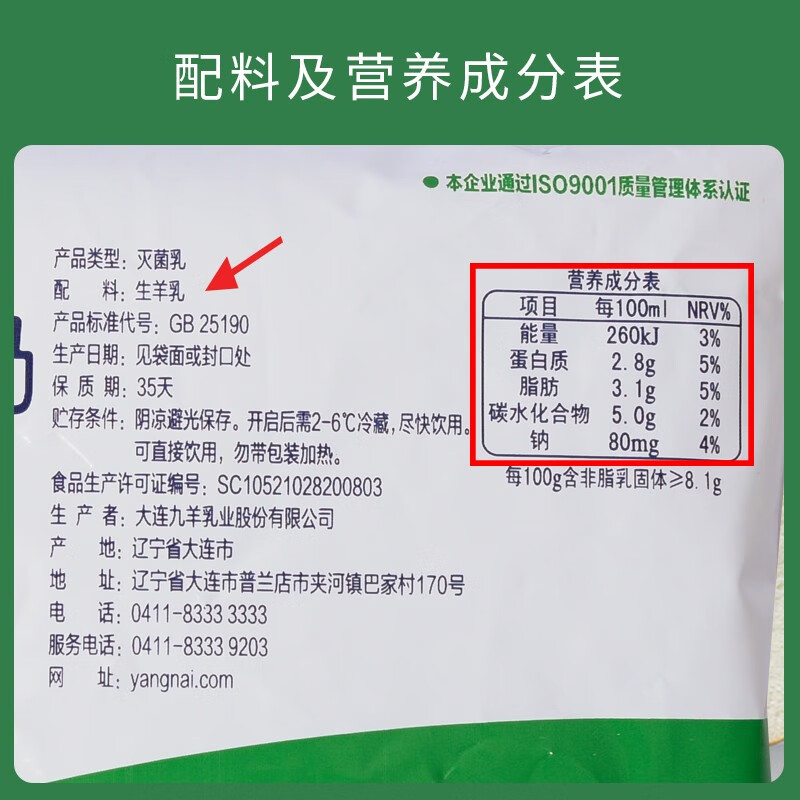 配料及营养成分表
本企业通过ISO9001质量管理体系认证
产品类型：灭菌乳
配 料：生羊乳
产品标准代号：GB 25190
生产日期：见袋面或封口处
保 质 期：35天
贮存条件：阴凉避光保存。开启后需2-6℃冷藏，尽快饮用。
可直接饮用，勿带包装加热。
食品生产许可证编号：SC10521028200803
生 产 者：大连九羊乳业股份有限公司
产 地：辽宁省大连市
地 址：辽宁省大连市普兰店市夹河镇巴家村170号
电 话：0411-8333 3333
服务电话：0411-8333 9203
网 址：yangnai.com
营养成分表
项目 每100ml NRV%
能量 260kJ 3%
蛋白质 2.8g 5%
脂肪 3.1g 5%
碳水化合物 5.0g 2%
钠 80mg 4%
每100g含非脂乳固体≥8.1g